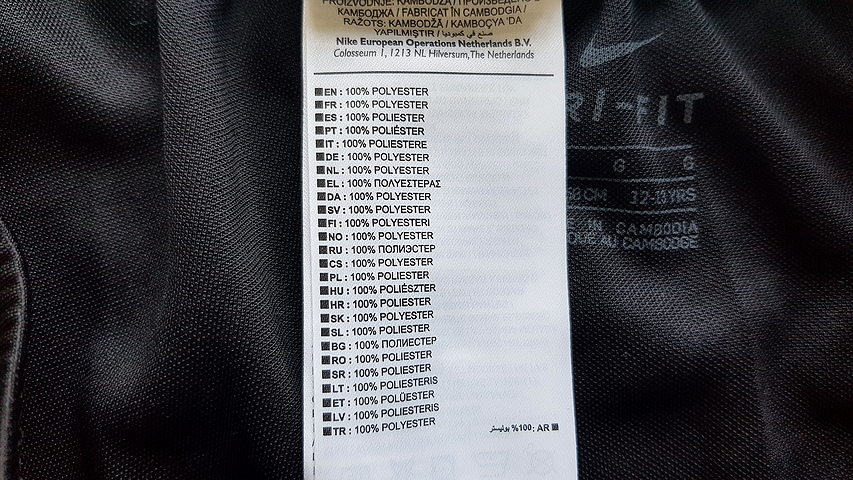 PROIZVODNJE: KAMBODŽA / ПРОИЗВЕДЕНО В
КАМБОДЖА / FABRICAT ÎN CAMBODGIA /
RAŽOTS: KAMBODŽĀ / KAMBOÇYA 'DA
YAPILMIŞTIR / صنع في كمبوديا
Nike European Operations Netherlands B.V.
Colosseum 1, 1213 NL Hilversum, The Netherlands
EN : 100% POLYESTER
FR : 100% POLYESTER
ES : 100% POLIESTER
PT : 100% POLIÉSTER
IT : 100% POLIESTERE
DE : 100% POLYESTER
NL : 100% POLYESTER
EL : 100% ΠΟΛΥΕΣΤΕΡΑΣ
DA : 100% POLYESTER
SV : 100% POLYESTER
FI : 100% POLYESTERI
NO : 100% POLYESTER
RU : 100% ПОЛИЭСТЕР
CS : 100% POLYESTER
PL : 100% POLIESTER
HU : 100% POLIÉSZTER
HR : 100% POLIESTER
SK : 100% POLYESTER
SL : 100% POLIESTER
BG : 100% ПОЛИЕСТЕР
RO : 100% POLIESTER
SR : 100% POLIESTER
LT : 100% POLIESTERIS
ET : 100% POLÜESTER
LV : 100% POLIESTERIS
TR : 100% POLYESTER
AR :100% بوليستر
RI-FIT
G G
58 CM 12-13 YRS
IN CAMBODIA
AU CAMBODGE